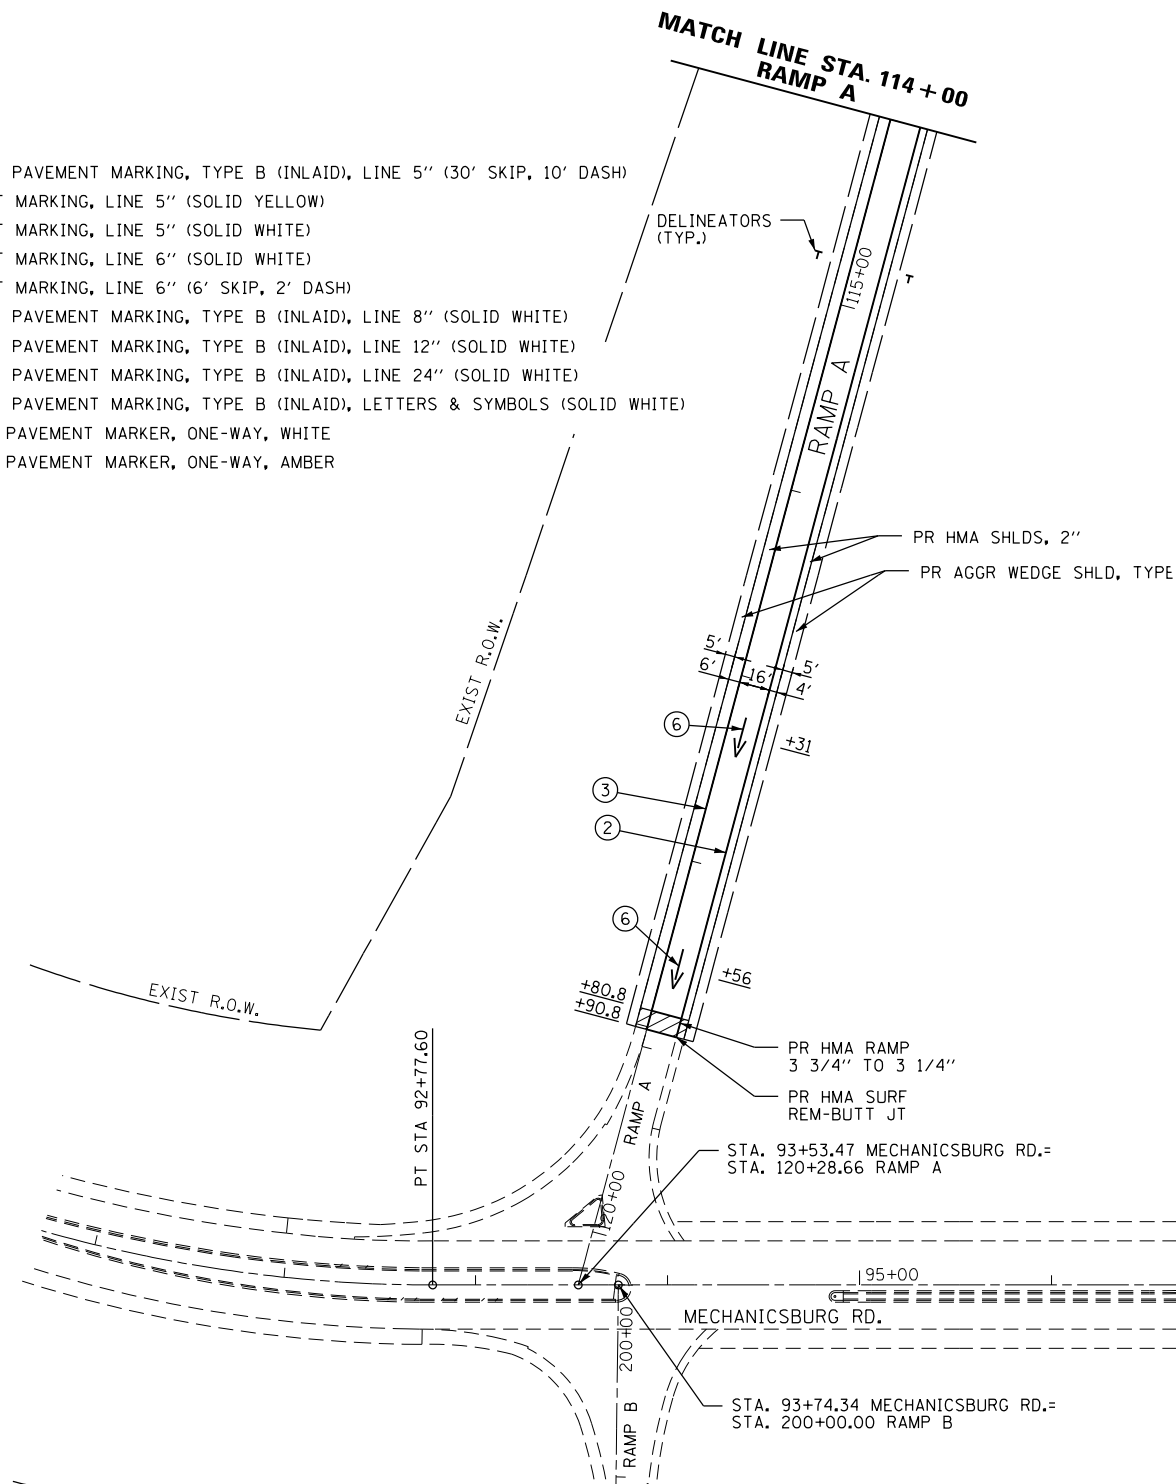 MATCH LINE STA. 114+00
RAMP A
PAVEMENT MARKING, TYPE B (INLAID), LINE 5'' (30' SKIP, 10' DASH)
T MARKING, LINE 5'' (SOLID YELLOW)
T MARKING, LINE 5'' (SOLID WHITE)
T MARKING, LINE 6'' (SOLID WHITE)
T MARKING, LINE 6'' (6' SKIP, 2' DASH)
PAVEMENT MARKING, TYPE B (INLAID), LINE 8'' (SOLID WHITE)
PAVEMENT MARKING, TYPE B (INLAID), LINE 12'' (SOLID WHITE)
PAVEMENT MARKING, TYPE B (INLAID), LINE 24'' (SOLID WHITE)
PAVEMENT MARKING, TYPE B (INLAID), LETTERS & SYMBOLS (SOLID WHITE)
PAVEMENT MARKER, ONE-WAY, WHITE
PAVEMENT MARKER, ONE-WAY, AMBER
DELINEATORS
(TYP.)
115+00
RAMP A
PR HMA SHLDS, 2''
PR AGGR WEDGE SHLD, TYPE
5'
6'
16'
5'
4'
EXIST R.O.W.
6
+31
3
2
6
+56
+80.8
+90.8
EXIST R.O.W.
PR HMA RAMP
3 3/4'' TO 3 1/4''
PR HMA SURF
REM-BUTT JT
PT STA 92+77.60
RAMP A
STA. 93+53.47 MECHANICSBURG RD.=
STA. 120+28.66 RAMP A
120+00
95+00
MECHANICSBURG RD.
200+00
RAMP B
STA. 93+74.34 MECHANICSBURG RD.=
STA. 200+00.00 RAMP B